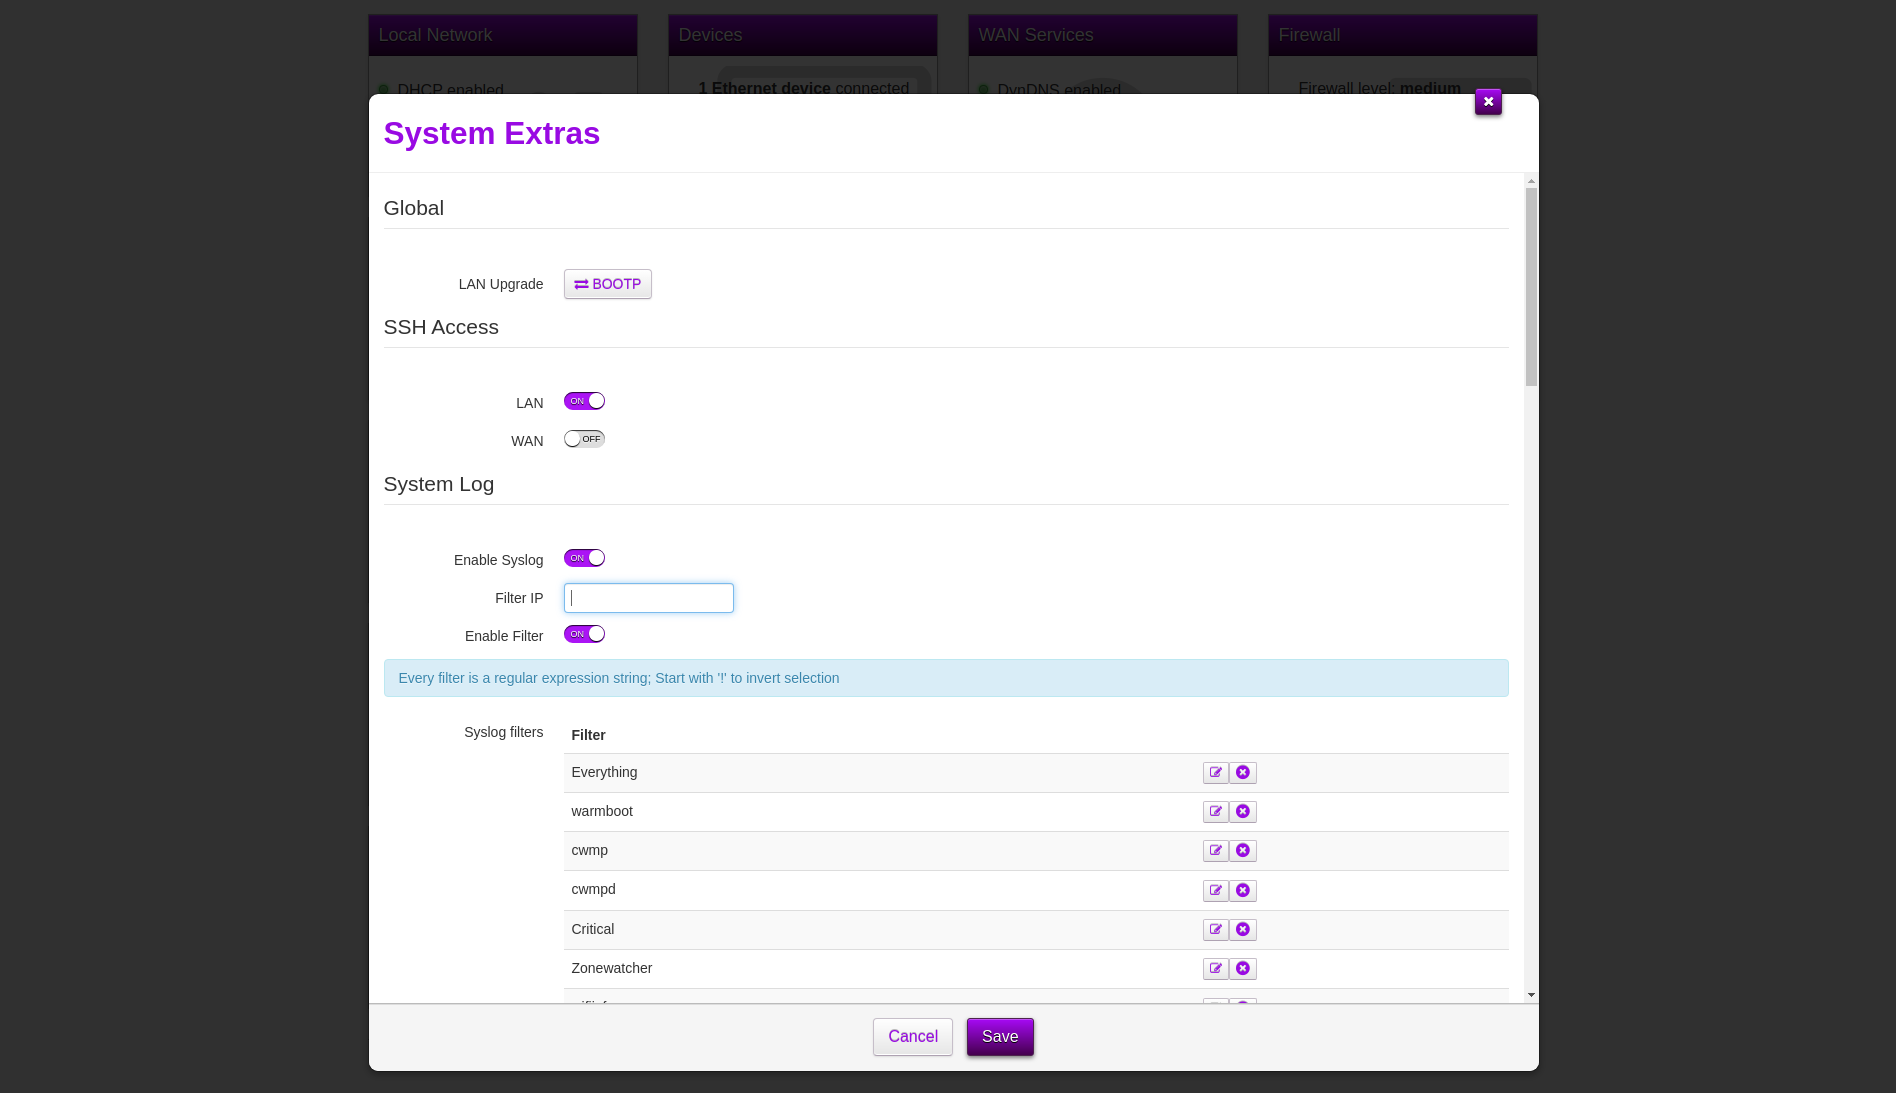 Local Network
Devices
WAN Services
Firewall
DHCP enabled
1 Ethernet device connected
DynDNS enabled
Firewall level: medium
System Extras
Global
LAN Upgrade
BOOTP
SSH Access
LAN
ON
WAN
OFF
System Log
Enable Syslog
ON
Filter IP
Enable Filter
ON
Every filter is a regular expression string; Start with '!' to invert selection
Syslog filters
Filter
Everything
warmboot
cwmp
cwmpd
Critical
Zonewatcher
Cancel
Save